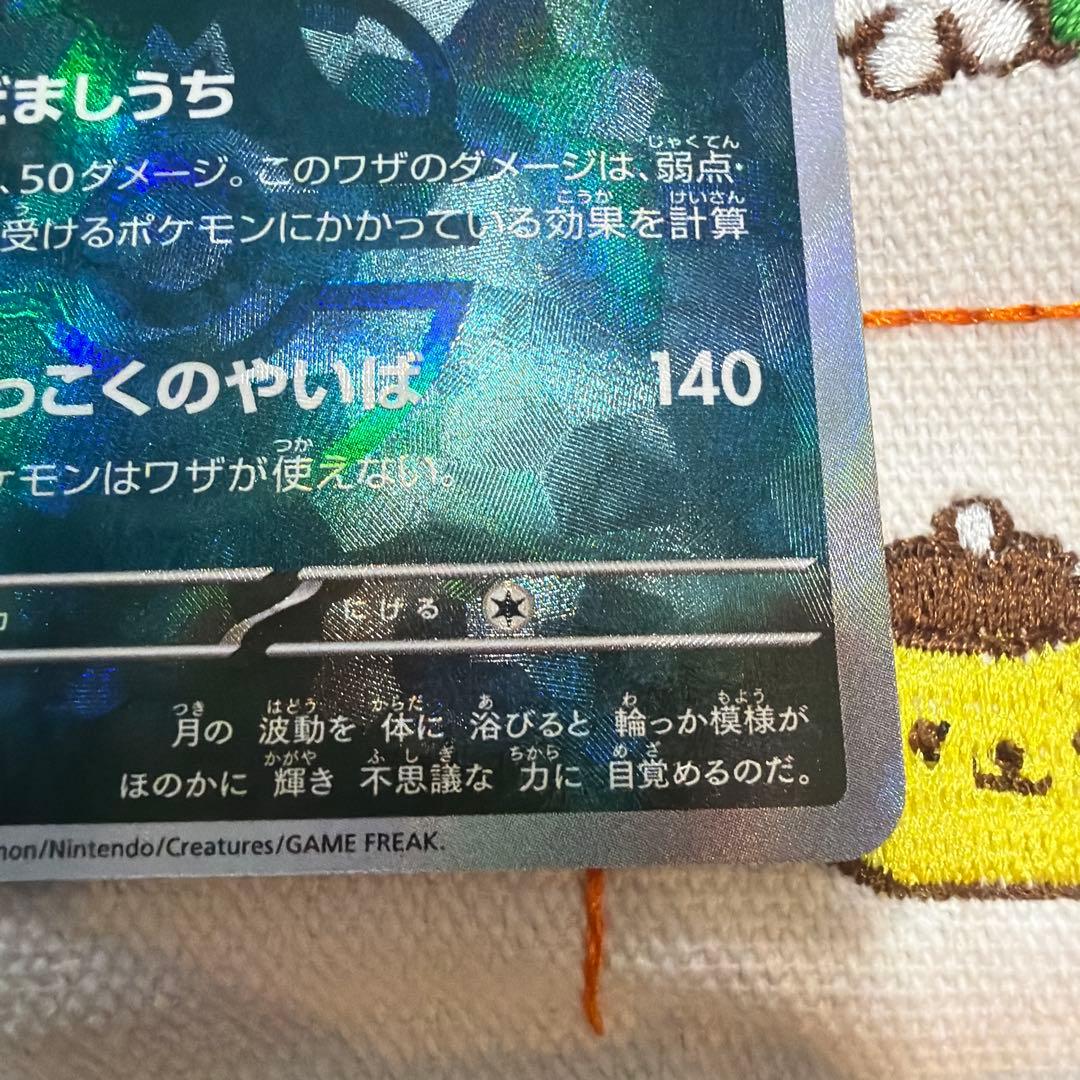 だましうち
、50ダメージ。このワザのダメージは、弱点・
受けるポケモンにかかっている効果を計算
っこくのやいば 140
ケモンはワザが使えない。
にげる
月の 波動を 体に 浴びると 輪っか模様が
ほのかに 輝き 不思議な 力に 目覚めるのだ。
mon/Nintendo/Creatures/GAME FREAK.